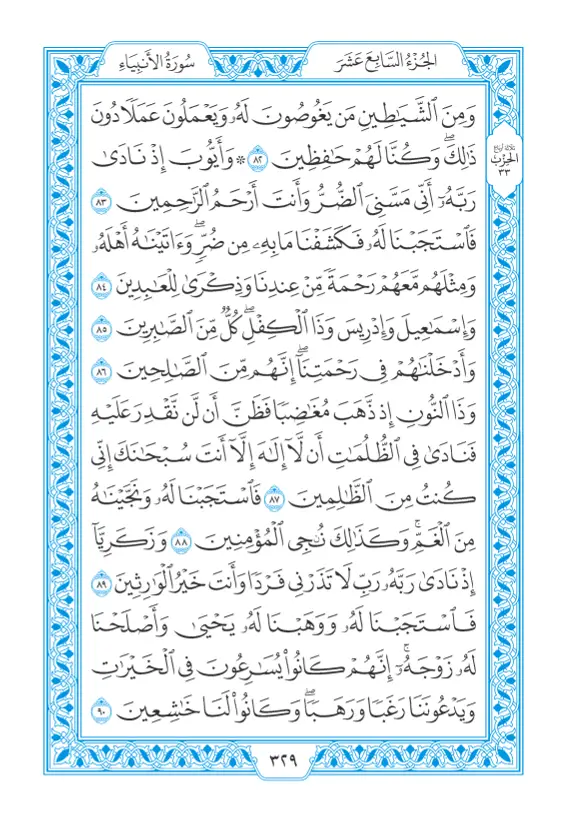 الجُزْءُ السَّابِعَ عَشَرَ
سُورَةُ الأَنبِيَاءِ
وَمِنَ ٱلشَّيَٰطِينِ مَن يَغُوصُونَ لَهُۥ وَيَعْمَلُونَ عَمَلًا دُونَ
ذَٰلِكَۖ وَكُنَّا لَهُمْ حَٰفِظِينَ ٨٢ ۞ وَأَيُّوبَ إِذْ نَادَىٰ
رَبَّهُۥٓ أَنِّي مَسَّنِيَ ٱلضُّرُّ وَأَنتَ أَرْحَمُ ٱلرَّٰحِمِينَ ٨٣
فَٱسْتَجَبْنَا لَهُۥ فَكَشَفْنَا مَا بِهِۦ مِن ضُرٍّۖ وَءَاتَيْنَٰهُ أَهْلَهُۥ
وَمِثْلَهُم مَّعَهُمْ رَحْمَةً مِّنْ عِندِنَا وَذِكْرَىٰ لِلْعَٰبِدِينَ ٨٤
وَإِسْمَٰعِيلَ وَإِدْرِيسَ وَذَا ٱلْكِفْلِۖ كُلٌّ مِّنَ ٱلصَّٰبِرِينَ ٨٥
وَأَدْخَلْنَٰهُمْ فِي رَحْمَتِنَآۖ إِنَّهُم مِّنَ ٱلصَّٰلِحِينَ ٨٦
وَذَا ٱلنُّونِ إِذ ذَّهَبَ مُغَٰضِبًا فَظَنَّ أَن لَّن نَّقْدِرَ عَلَيْهِ
فَنَادَىٰ فِي ٱلظُّلُمَٰتِ أَن لَّآ إِلَٰهَ إِلَّآ أَنتَ سُبْحَٰنَكَ إِنِّي
كُنتُ مِنَ ٱلظَّٰلِمِينَ ٨٧ فَٱسْتَجَبْنَا لَهُۥ وَنَجَّيْنَٰهُ
مِنَ ٱلْغَمِّۚ وَكَذَٰلِكَ نُۨجِي ٱلْمُؤْمِنِينَ ٨٨ وَزَكَرِيَّآ
إِذْ نَادَىٰ رَبَّهُۥ رَبِّ لَا تَذَرْنِي فَرْدًا وَأَنتَ خَيْرُ ٱلْوَٰرِثِينَ ٨٩
فَٱسْتَجَبْنَا لَهُۥ وَوَهَبْنَا لَهُۥ يَحْيَىٰ وَأَصْلَحْنَا
لَهُۥ زَوْجَهُۥٓۚ إِنَّهُمْ كَانُوا۟ يُسَٰرِعُونَ فِي ٱلْخَيْرَٰتِ
وَيَدْعُونَنَا رَغَبًا وَرَهَبًاۖ وَكَانُوا۟ لَنَا خَٰشِعِينَ ٩٠
ثلاثة أرباع
الحزب
٣٣
٣٢٩